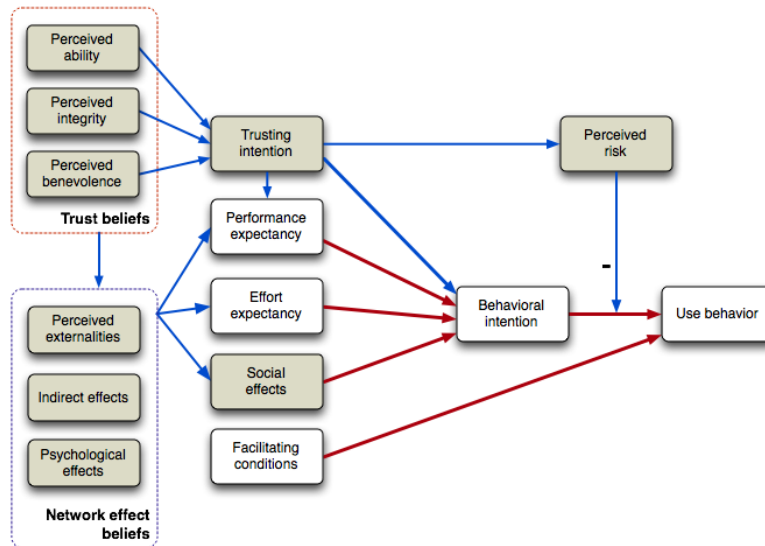 Perceived
ability
Perceived
integrity
Perceived
benevolence
Trust beliefs
Trusting
intention
Perceived
risk
Performance
expectancy
Effort
expectancy
Social
effects
Facilitating
conditions
-
Behavioral
intention
Use behavior
Perceived
externalities
Indirect effects
Psychological
effects
Network effect
beliefs